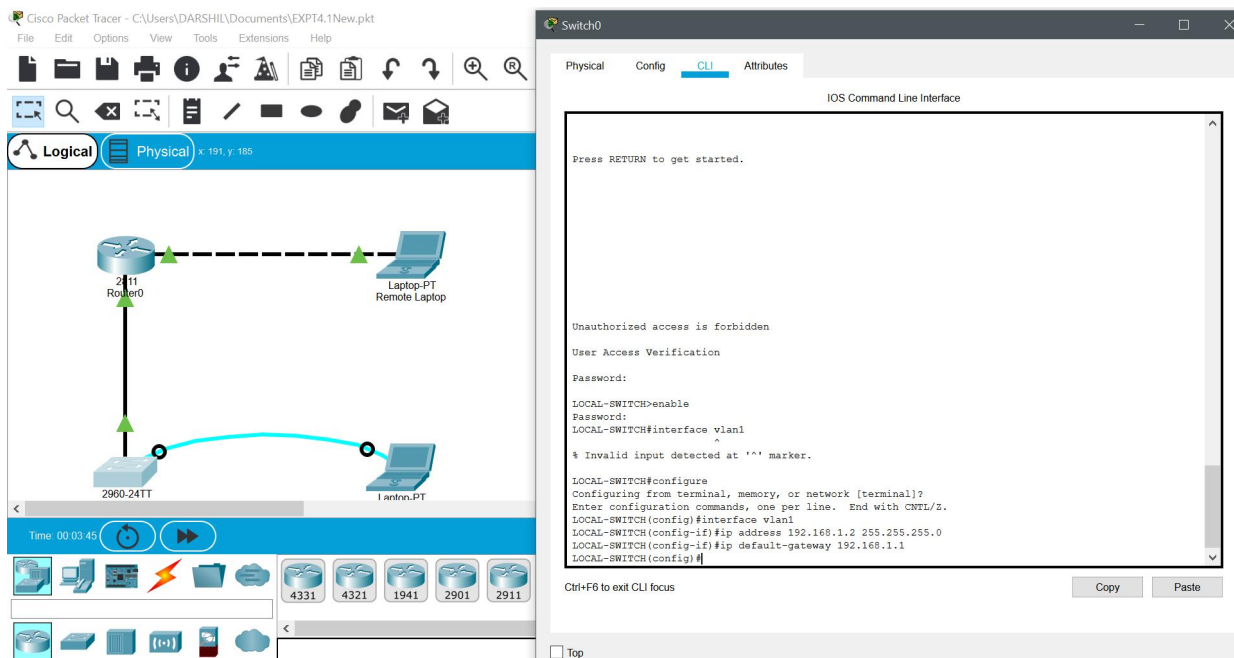 Cisco Packet Tracer - C:\Users\DARSHIL\Documents\EXPT4.1New.pkt
File Edit Options View Tools Extensions Help
Logical
Physical
x: 191, y: 185
2811
Router0
Laptop-PT
Remote Laptop
2960-24TT
Laptop-PT
Time: 00:03:45
4331 4321 1941 2901 2911
Switch0
Physical Config CLI Attributes
IOS Command Line Interface
Press RETURN to get started.
Unauthorized access is forbidden
User Access Verification
Password:
LOCAL-SWITCH>enable
Password:
LOCAL-SWITCH#interface vlan1
^
% Invalid input detected at '^' marker.
LOCAL-SWITCH#configure
Configuring from terminal, memory, or network [terminal]?
Enter configuration commands, one per line. End with CNTL/Z.
LOCAL-SWITCH(config)#interface vlan1
LOCAL-SWITCH(config-if)#ip address 192.168.1.2 255.255.255.0
LOCAL-SWITCH(config-if)#ip default-gateway 192.168.1.1
LOCAL-SWITCH(config)#
Ctrl+F6 to exit CLI focus
Copy Paste
Top